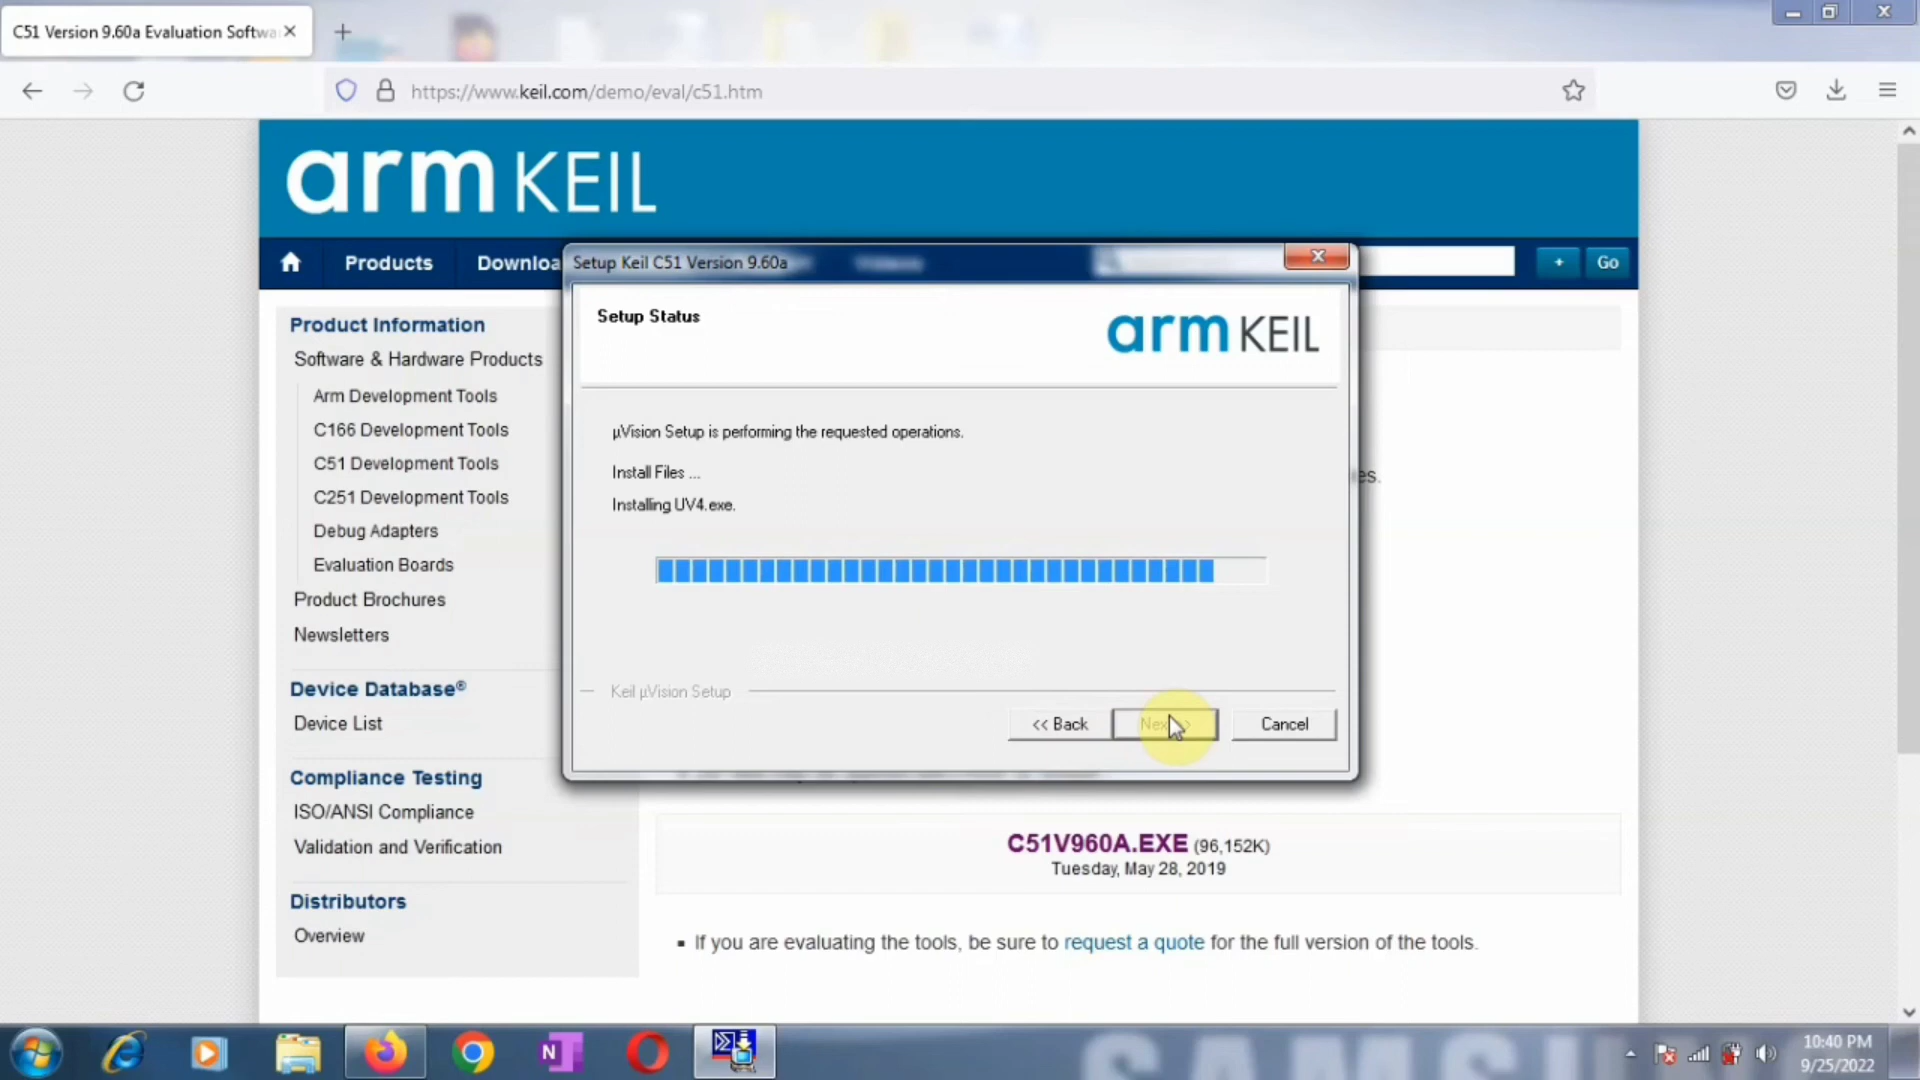 C51 Version 9.60a Evaluation Softwa
https://www.keil.com/demo/eval/c51.htm
arm KEIL
Products
Downloa
Setup Keil C51 Version 9.60a
Go
Setup Status
arm KEIL
µVision Setup is performing the requested operations.
Install Files ...
Installing UV4.exe.
Keil µVision Setup
<< Back
Cancel
Product Information
Software & Hardware Products
Arm Development Tools
C166 Development Tools
C51 Development Tools
C251 Development Tools
Debug Adapters
Evaluation Boards
Product Brochures
Newsletters
Device Database®
Device List
Compliance Testing
ISO/ANSI Compliance
Validation and Verification
Distributors
Overview
es.
C51V960A.EXE (96,152K)
Tuesday, May 28, 2019
▪ If you are evaluating the tools, be sure to request a quote for the full version of the tools.
10:40 PM
9/25/2022